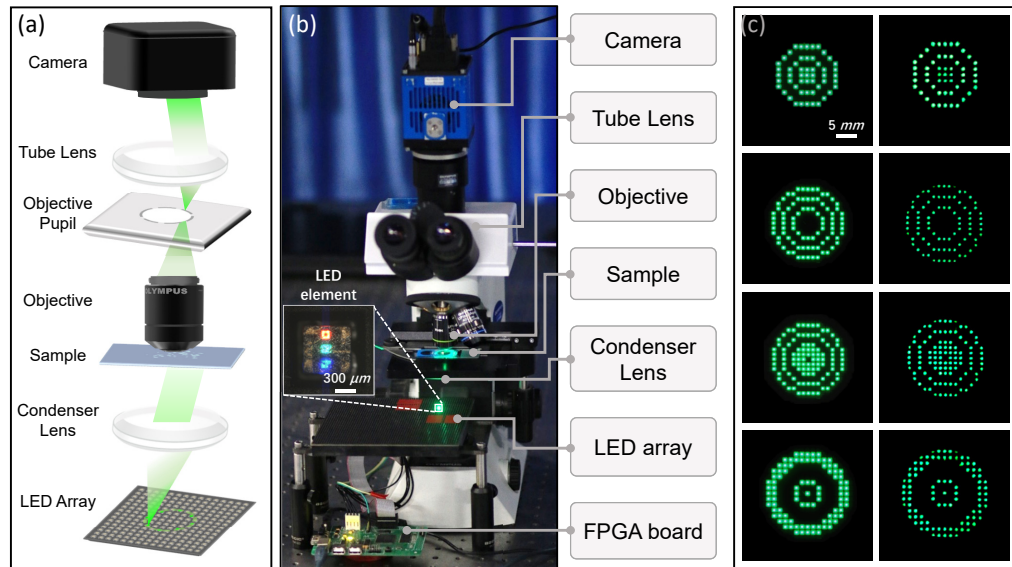 (a)
Camera
Tube Lens
Objective
Pupil
Objective
OLYMPUS
Sample
Condenser
Lens
LED Array
(b)
LED
element
300 μm
Camera
Tube Lens
Objective
Sample
Condenser
Lens
LED array
FPGA board
(c)
5 mm